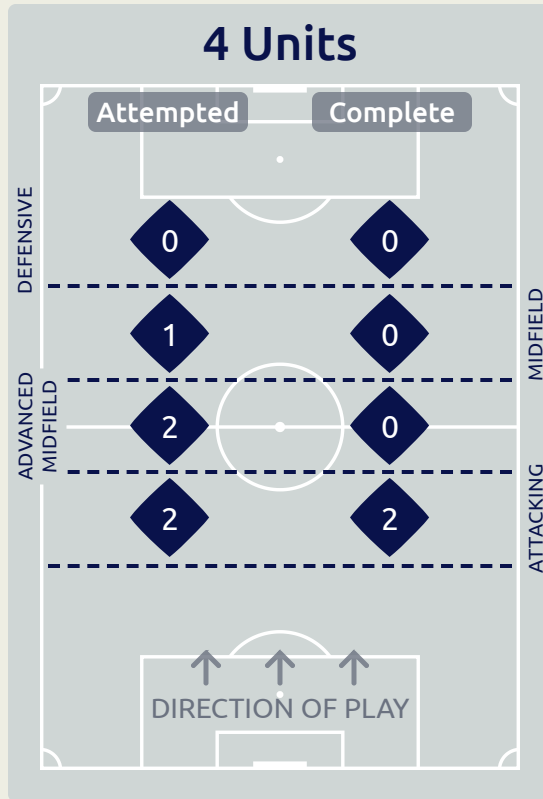 4 Units
Attempted Complete
DEFENSIVE
0 0
MIDFIELD
1 0
ADVANCED
MIDFIELD
2 0
ATTACKING
2 2
DIRECTION OF PLAY